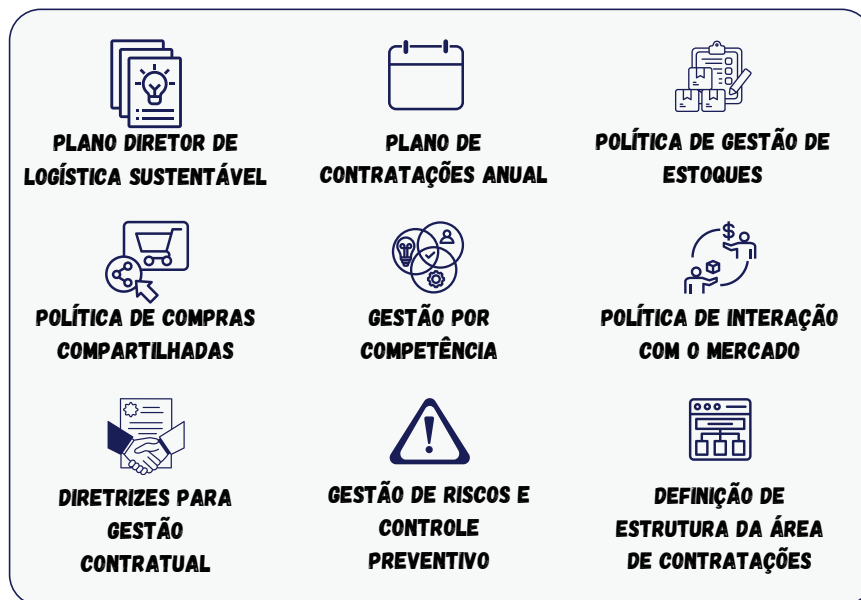 PLANO DIRETOR DE
LOGÍSTICA SUSTENTÁVEL
PLANO DE
CONTRATAÇÕES ANUAL
POLÍTICA DE GESTÃO DE
ESTOQUES
POLÍTICA DE COMPRAS
COMPARTILHADAS
GESTÃO POR
COMPETÊNCIA
POLÍTICA DE INTERAÇÃO
COM O MERCADO
DIRETRIZES PARA
GESTÃO
CONTRATUAL
GESTÃO DE RISCOS E
CONTROLE
PREVENTIVO
DEFINIÇÃO DE
ESTRUTURA DA ÁREA
DE CONTRATAÇÕES